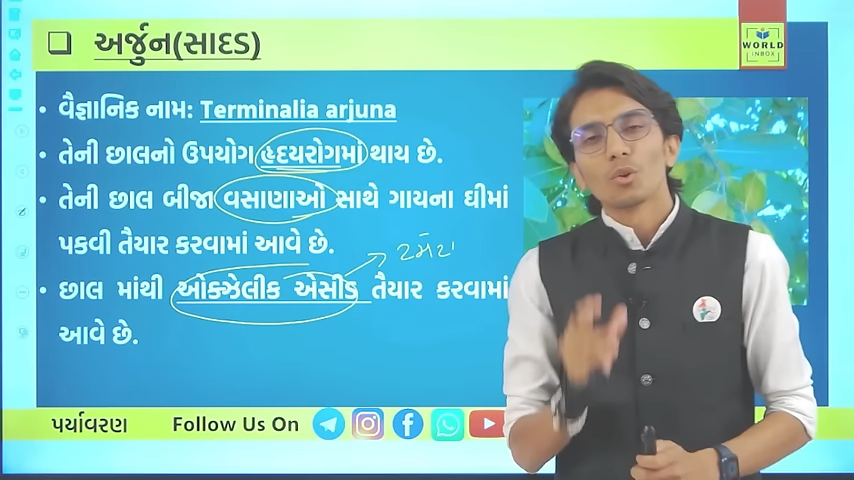 ❑ અર્જુન(સાદડ)
WORLD
INBOX
• વૈજ્ઞાનિક નામ: Terminalia arjuna
• તેની છાલનો ઉપયોગ હૃદયરોગમાં થાય છે.
• તેની છાલ બીજા વસાણાઓ સાથે ગાયના ઘીમાં
પકવી તૈયાર કરવામાં આવે છે.
ટમેટા
• છાલ માંથી ઓક્ઝેલીક એસીડ તૈયાર કરવામાં
આવે છે.
પર્યાવરણ Follow Us On